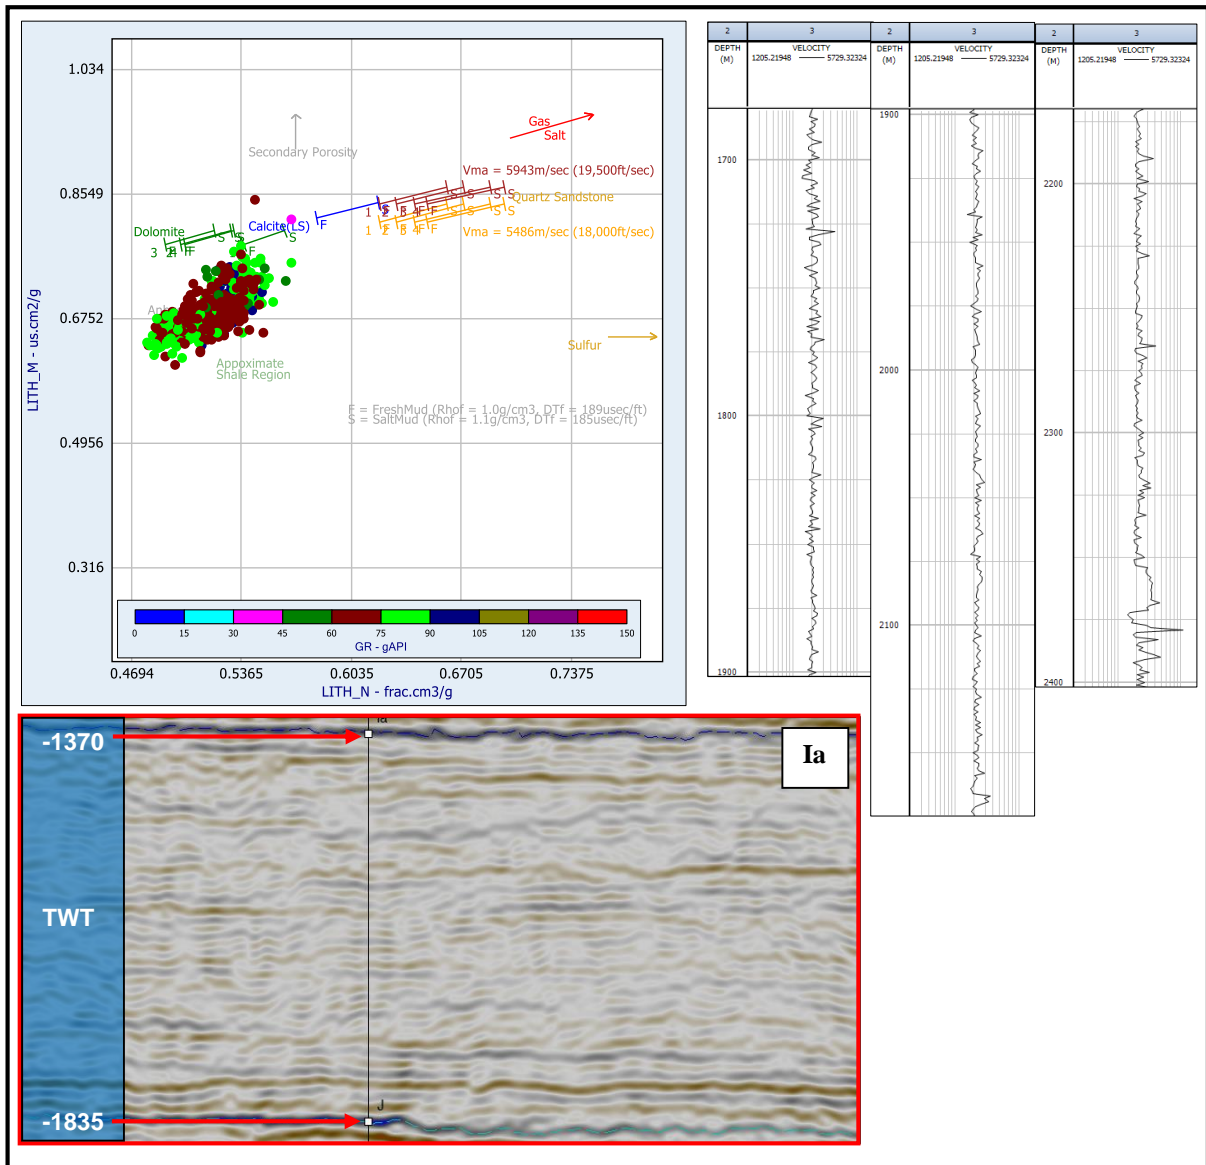 1.034
0.8549
0.6752
0.4956
0.316
LITH_M - us.cm2/g
Gas
Salt
Secondary Porosity
Vma = 5943m/sec (19,500ft/sec)
Quartz Sandstone
Calcite(LS)
Vma = 5486m/sec (18,000ft/sec)
Dolomite
Sulfur
Appoximate
Shale Region
F = FreshMud (Rhof = 1.0g/cm3, DTf = 189usec/ft)
S = SaltMud (Rhof = 1.1g/cm3, DTf = 185usec/ft)
0 15 30 45 60 75 90 105 120 135 150
GR - gAPI
0.4694 0.5365 0.6035 0.6705 0.7375
LITH_N - frac.cm3/g
2 3
DEPTH
(M)
VELOCITY
1205.21948 5729.32324
1700
1800
1900
2 3
DEPTH
(M)
VELOCITY
1205.21948 5729.32324
1900
2000
2100
2 3
DEPTH
(M)
VELOCITY
1205.21948 5729.32324
2200
2300
2400
-1370
Ia
TWT
-1835
J